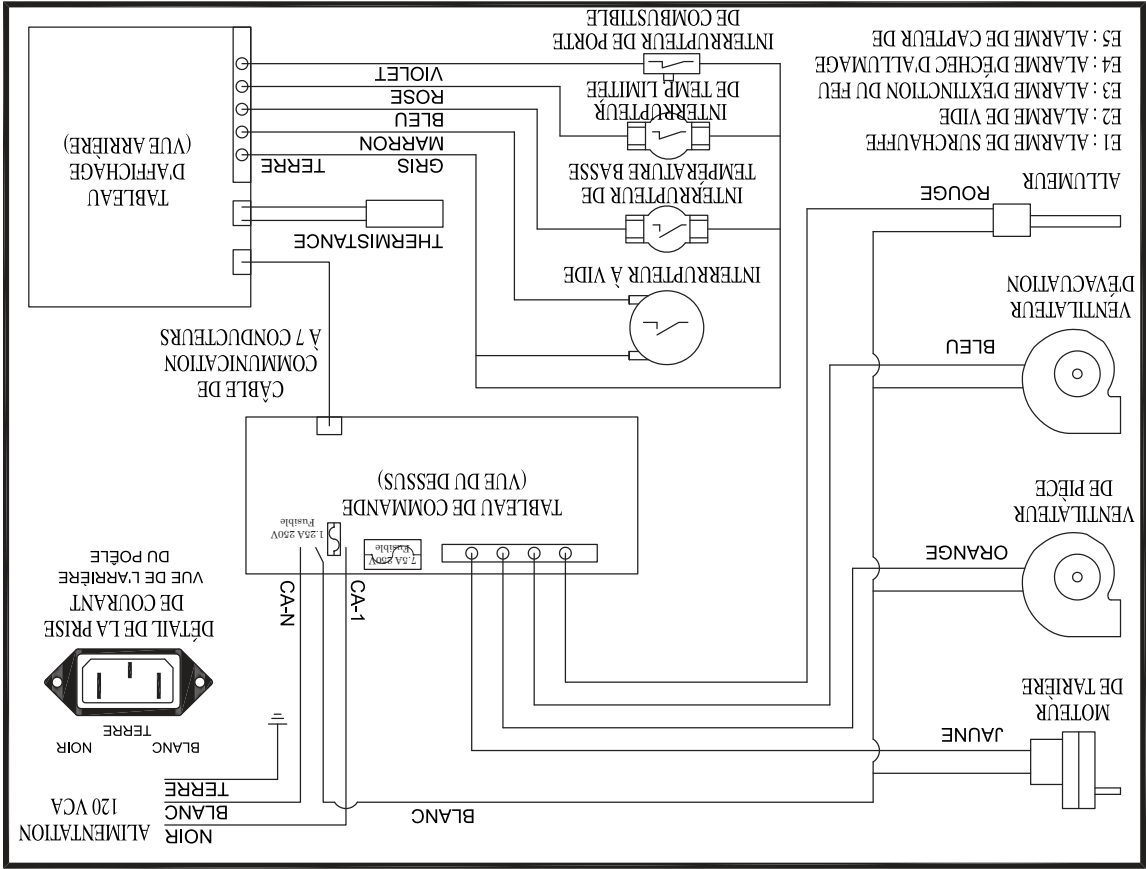 MOTEUR
DE TARIÈRE
JAUNE
BLANC
NOIR
BLANC
TERRE
ALIMENTATION
120 VCA
BLANC
NOIR
TERRE
DÉTAIL DE LA PRISE
DE COURANT
VUE DE L'ARRIÈRE
DU POÊLE
VENTILATEUR
DE PIÈCE
ORANGE
CA-1
CA-N
7.5A 250V
Fusible
1.25A 250V
Fusible
TABLEAU DE COMMANDE
(VUE DU DESSUS)
VENTILATEUR
D'ÉVACUATION
BLEU
CÂBLE DE
COMMUNICATION
À 7 CONDUCTEURS
ALLUMEUR
ROUGE
INTERRUPTEUR À VIDE
THERMISTANCE
INTERRUPTEUR DE
TEMPÉRATURE BASSE
INTERRUPTEUR
DE TEMP LIMITÉE
INTERRUPTEUR DE PORTE
DE COMBUSTIBLE
GRIS
TERRE
MARRON
BLEU
ROSE
VIOLET
TABLEAU
D'AFFICHAGE
(VUE ARRIÈRE)
E1 : ALARME DE SURCHAUFFE
E2 : ALARME DE VIDE
E3 : ALARME D'ÉXTINCTION DU FEU
E4 : ALARME D'ÉCHEC D'ALLUMAGE
E5 : ALARME DE CAPTEUR DE